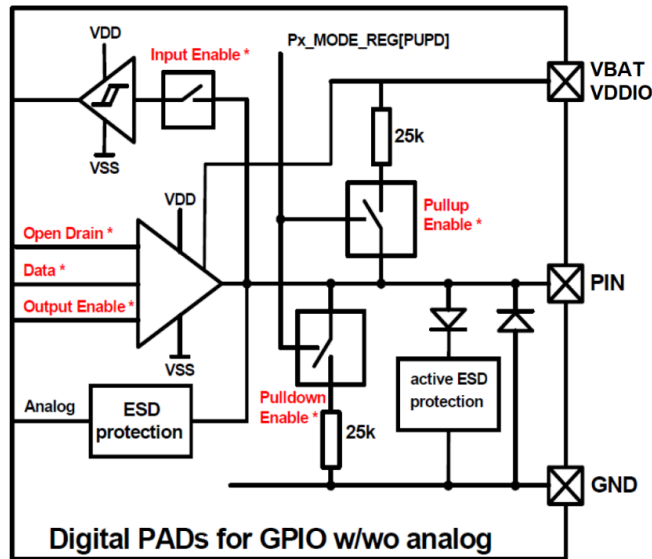 Px_MODE_REG[PUPD]
VDD
Input Enable *
VBAT
VDDIO
25k
VSS
VDD
Pullup
Enable *
Open Drain *
Data *
PIN
Output Enable *
VSS
Pulldown
Enable *
active ESD
protection
Analog
ESD
protection
25k
GND
Digital PADs for GPIO w/wo analog